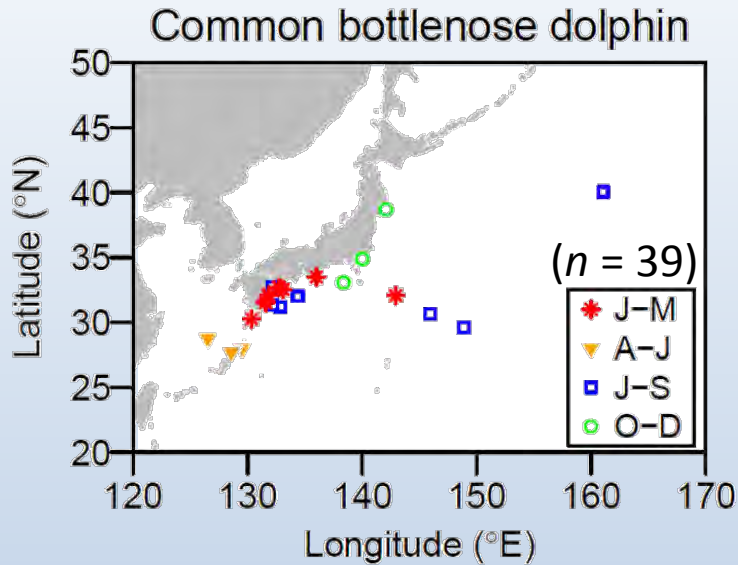 Common bottlenose dolphin
50
45
40
35
30
25
20
Latitude (°N)
(n = 39)
J−M
A−J
J−S
O−D
120 130 140 150 160 170
Longitude (°E)